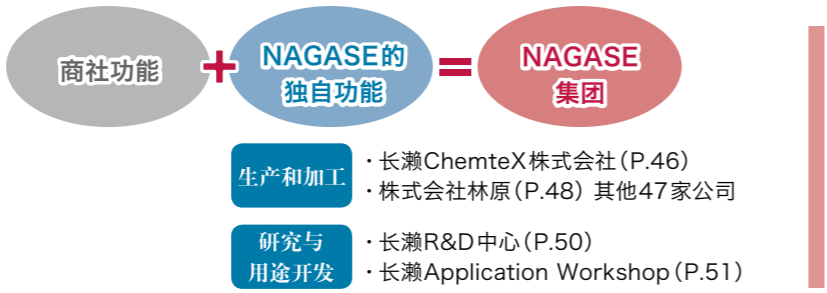 商社功能
+
NAGASE的
独自功能
=
NAGASE
集团
生产和加工
・长濑ChemteX株式会社（P.46）
・株式会社林原（P.48）其他47家公司
研究与
用途开发
・长濑R&D中心（P.50）
・长濑Application Workshop（P.51）